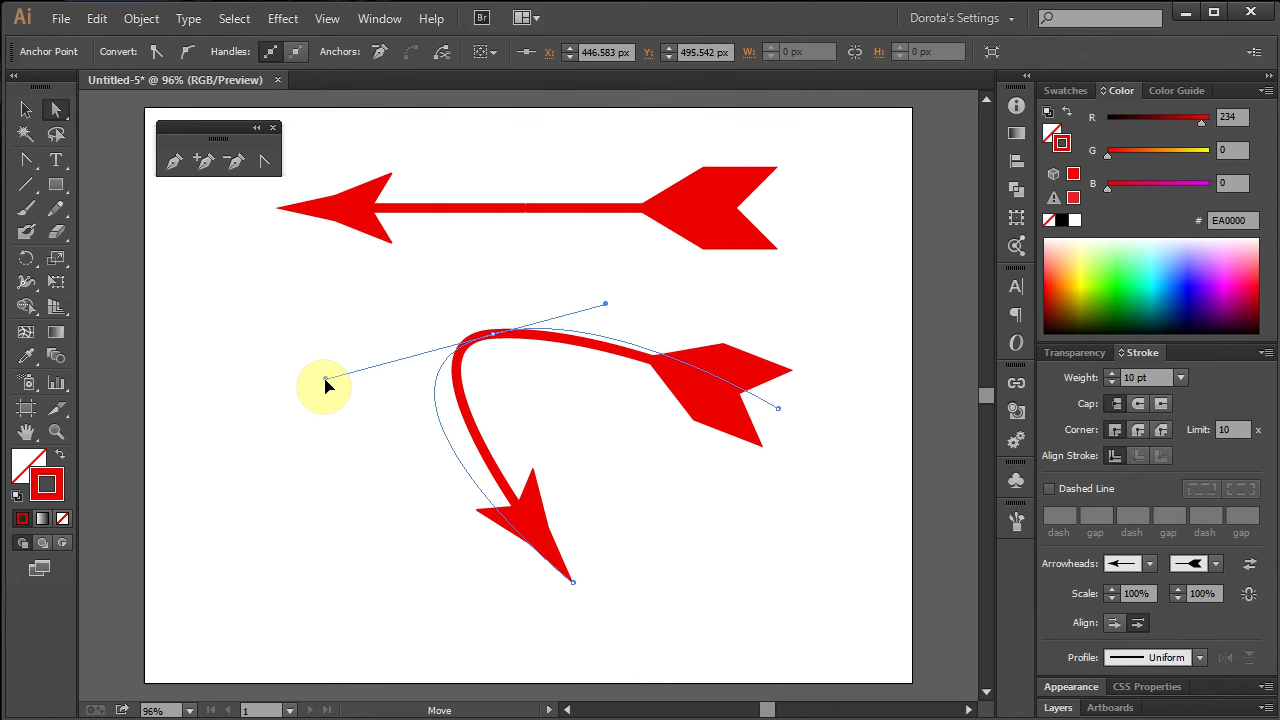 Ai File Edit Object Type Select Effect View Window Help Br Dorota's Settings
Anchor Point Convert: Handles: Anchors: X: 446.583 px Y: 495.542 px W: 0 px H: 0 px
Untitled-5* @ 96% (RGB/Preview)
Swatches Color Color Guide
R 234
G 0
B 0
# EA0000
Transparency Stroke
Weight: 10 pt
Cap:
Corner: Limit: 10 x
Align Stroke:
Dashed Line
dash gap dash gap dash gap
Arrowheads:
Scale: 100% 100%
Align:
Profile: Uniform
Appearance CSS Properties
Layers Artboards
96% 1 Move